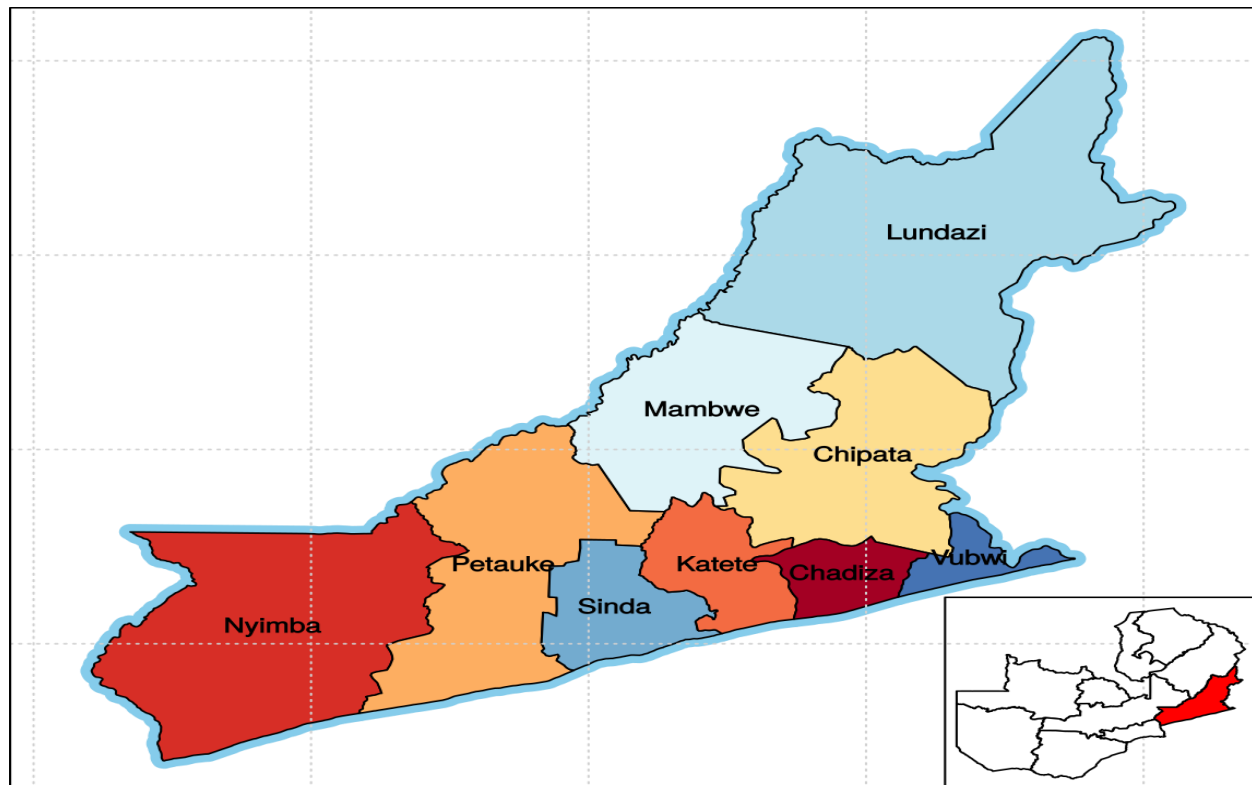 Lundazi
Mambwe
Chipata
Petauke
Katete
Vubwi
Chadiza
Sinda
Nyimba